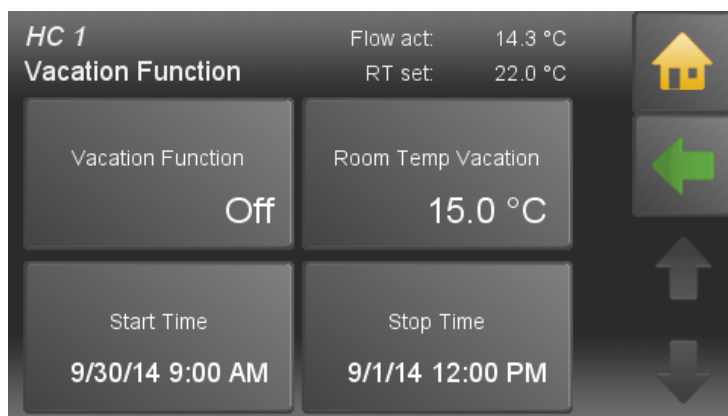 HC 1
Flow act: 14.3 °C
Vacation Function
RT set: 22.0 °C
Vacation Function
Off
Room Temp Vacation
15.0 °C
Start Time
9/30/14 9:00 AM
Stop Time
9/1/14 12:00 PM